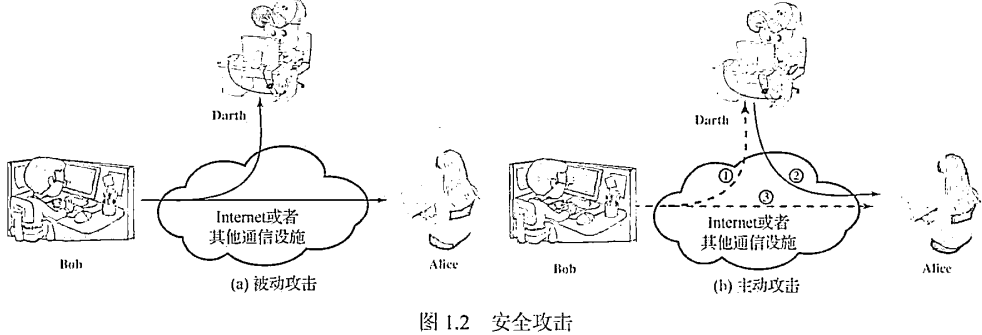 Darth
Internet或者
其他通信设施
Bob
Alice
(a) 被动攻击
Darth
①
②
③
Internet或者
其他通信设施
Bob
Alice
(b) 主动攻击
图 1.2 安全攻击